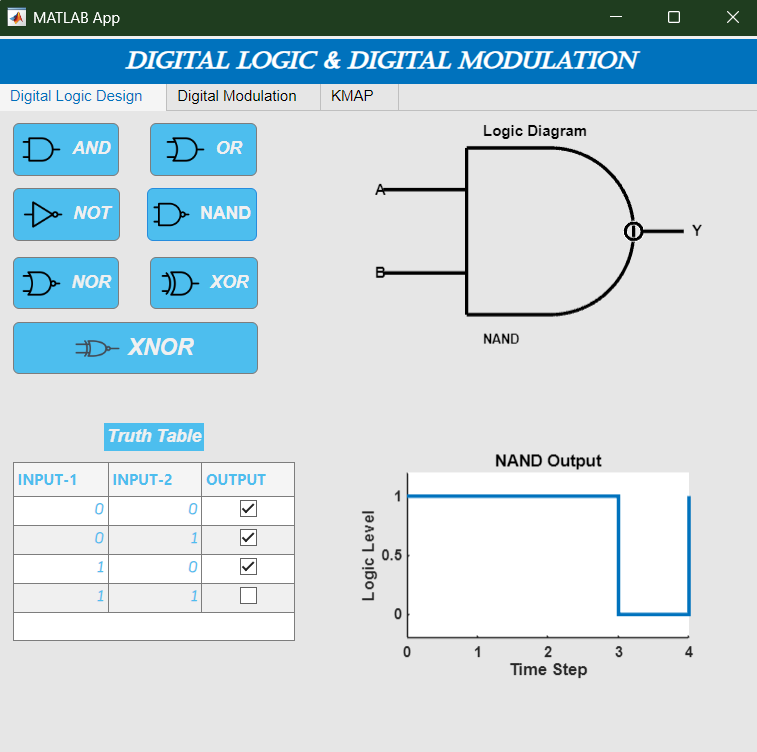 MATLAB App
DIGITAL LOGIC & DIGITAL MODULATION
Digital Logic Design Digital Modulation KMAP
AND OR
NOT NAND
NOR XOR
XNOR
Logic Diagram
A
B
Y
NAND
Truth Table
INPUT-1 INPUT-2 OUTPUT
0 0
0 1
1 0
1 1
NAND Output
Logic Level
1
0.5
0
0 1 2 3 4
Time Step